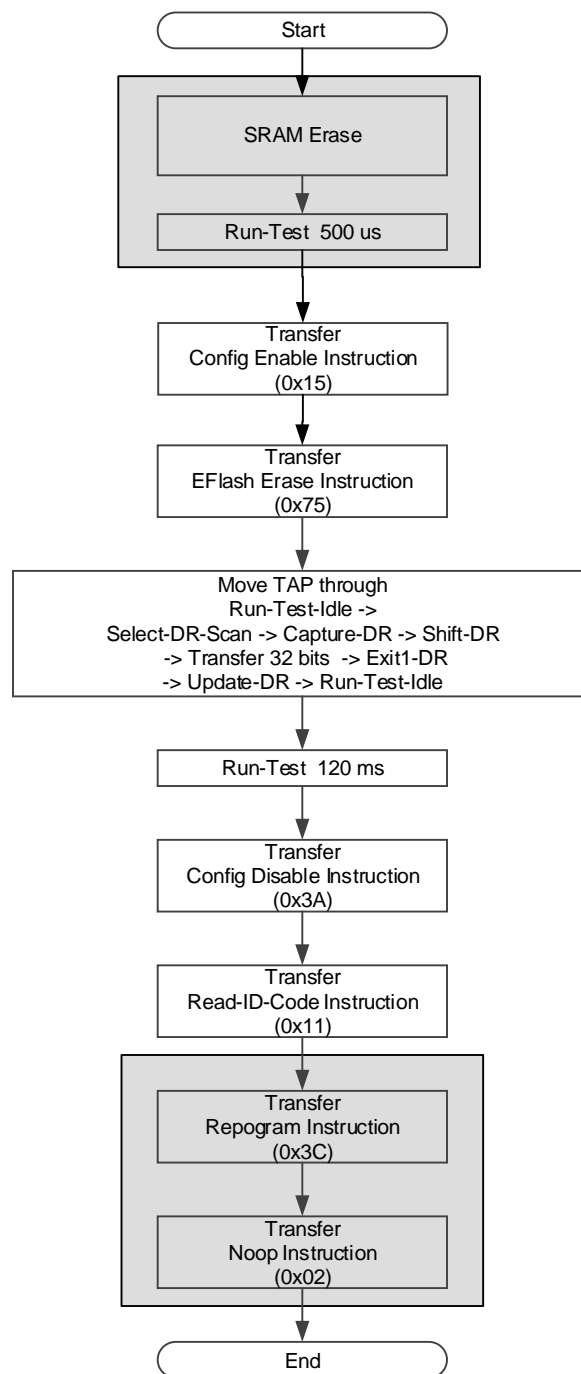 Start
SRAM Erase
Run-Test 500 us
Transfer
Config Enable Instruction
(0x15)
Transfer
EFlash Erase Instruction
(0x75)
Move TAP through
Run-Test-Idle ->
Select-DR-Scan -> Capture-DR -> Shift-DR
-> Transfer 32 bits -> Exit1-DR
-> Update-DR -> Run-Test-Idle
Run-Test 120 ms
Transfer
Config Disable Instruction
(0x3A)
Transfer
Read-ID-Code Instruction
(0x11)
Transfer
Repogram Instruction
(0x3C)
Transfer
Noop Instruction
(0x02)
End